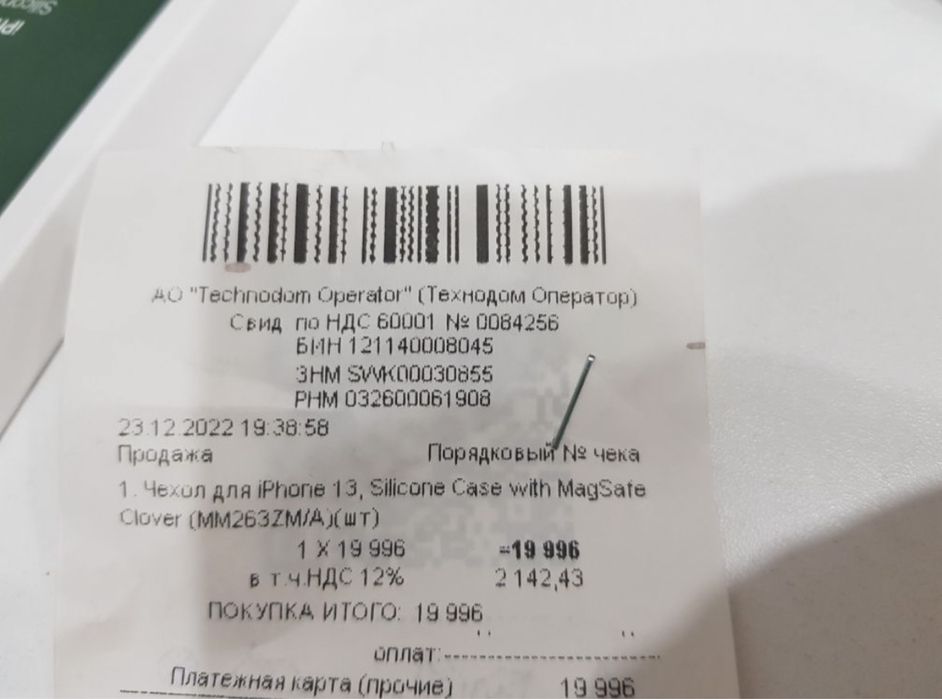 iPh
Silicon
АО "Technodom Operator" (Технодом Оператор)
Свид по НДС 60001 № 0084256
БИН 121140008045
ЗНМ SWK00030855
РНМ 032600061908
23.12.2022 19:38:58
Продажа Порядковый № чека
1. Чехол для iPhone 13, Silicone Case with MagSafe
Clover (MM263ZM/A)(шт)
1 X 19 996 =19 996
в т.ч.НДС 12% 2 142,43
ПОКУПКА ИТОГО: 19 996
оплат:--------------------
Платежная карта (прочие) 19 996